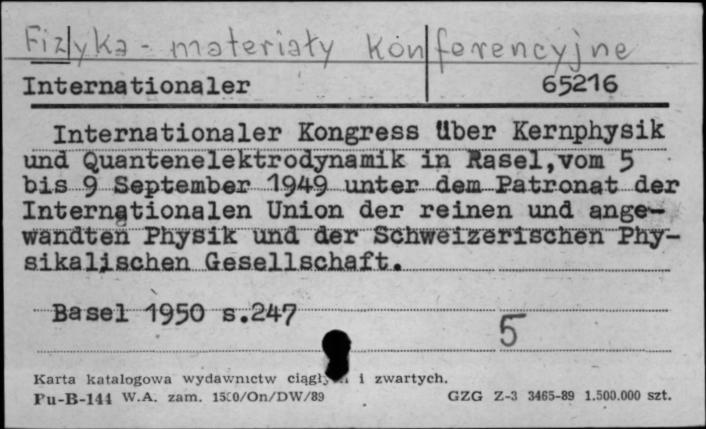 Fizyka - materiały konferencyjne
Internationaler 65216
Internationaler Kongress über Kernphysik
und Quantenelektrodynamik in Rasel,vom 5
bis 9 September 1949 unter dem Patronat der
Internationalen Union der reinen und ange-
wandten Physik und der Schweizerischen Phy-
sikalischen Gesellschaft.
Basel 1950 s.247
5
Karta katalogowa wydawnictw i zwartych.
Pu-B-144 W.A. zam. /On/DW/89 GZG Z-3 3465-89 1.500.000 szt.